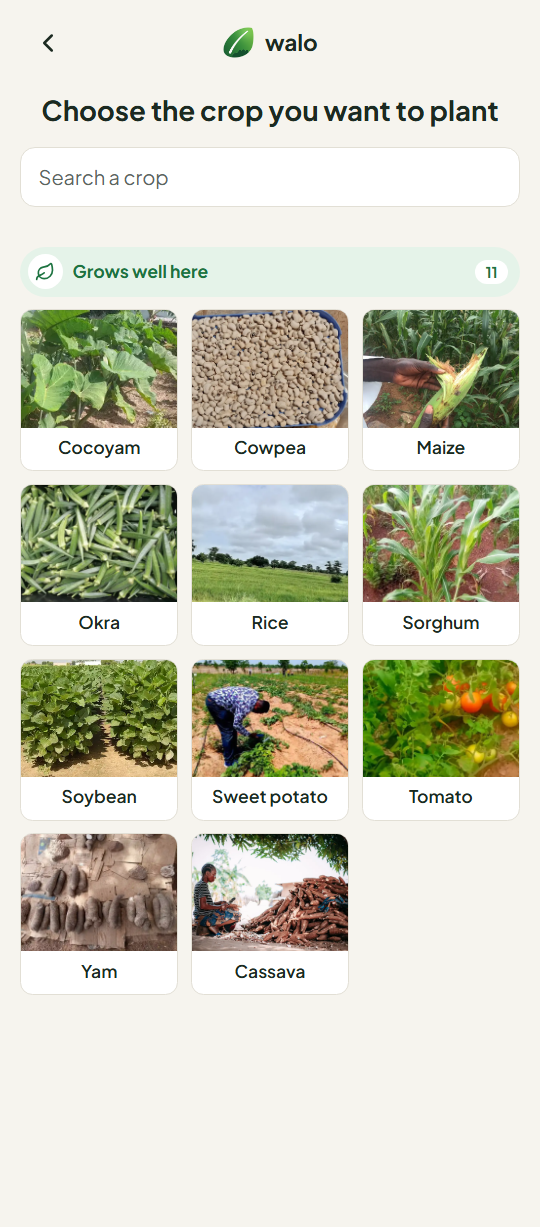 walo
Choose the crop you want to plant
Search a crop
Grows well here 11
Cocoyam Cowpea Maize
Okra Rice Sorghum
Soybean Sweet potato Tomato
Yam Cassava